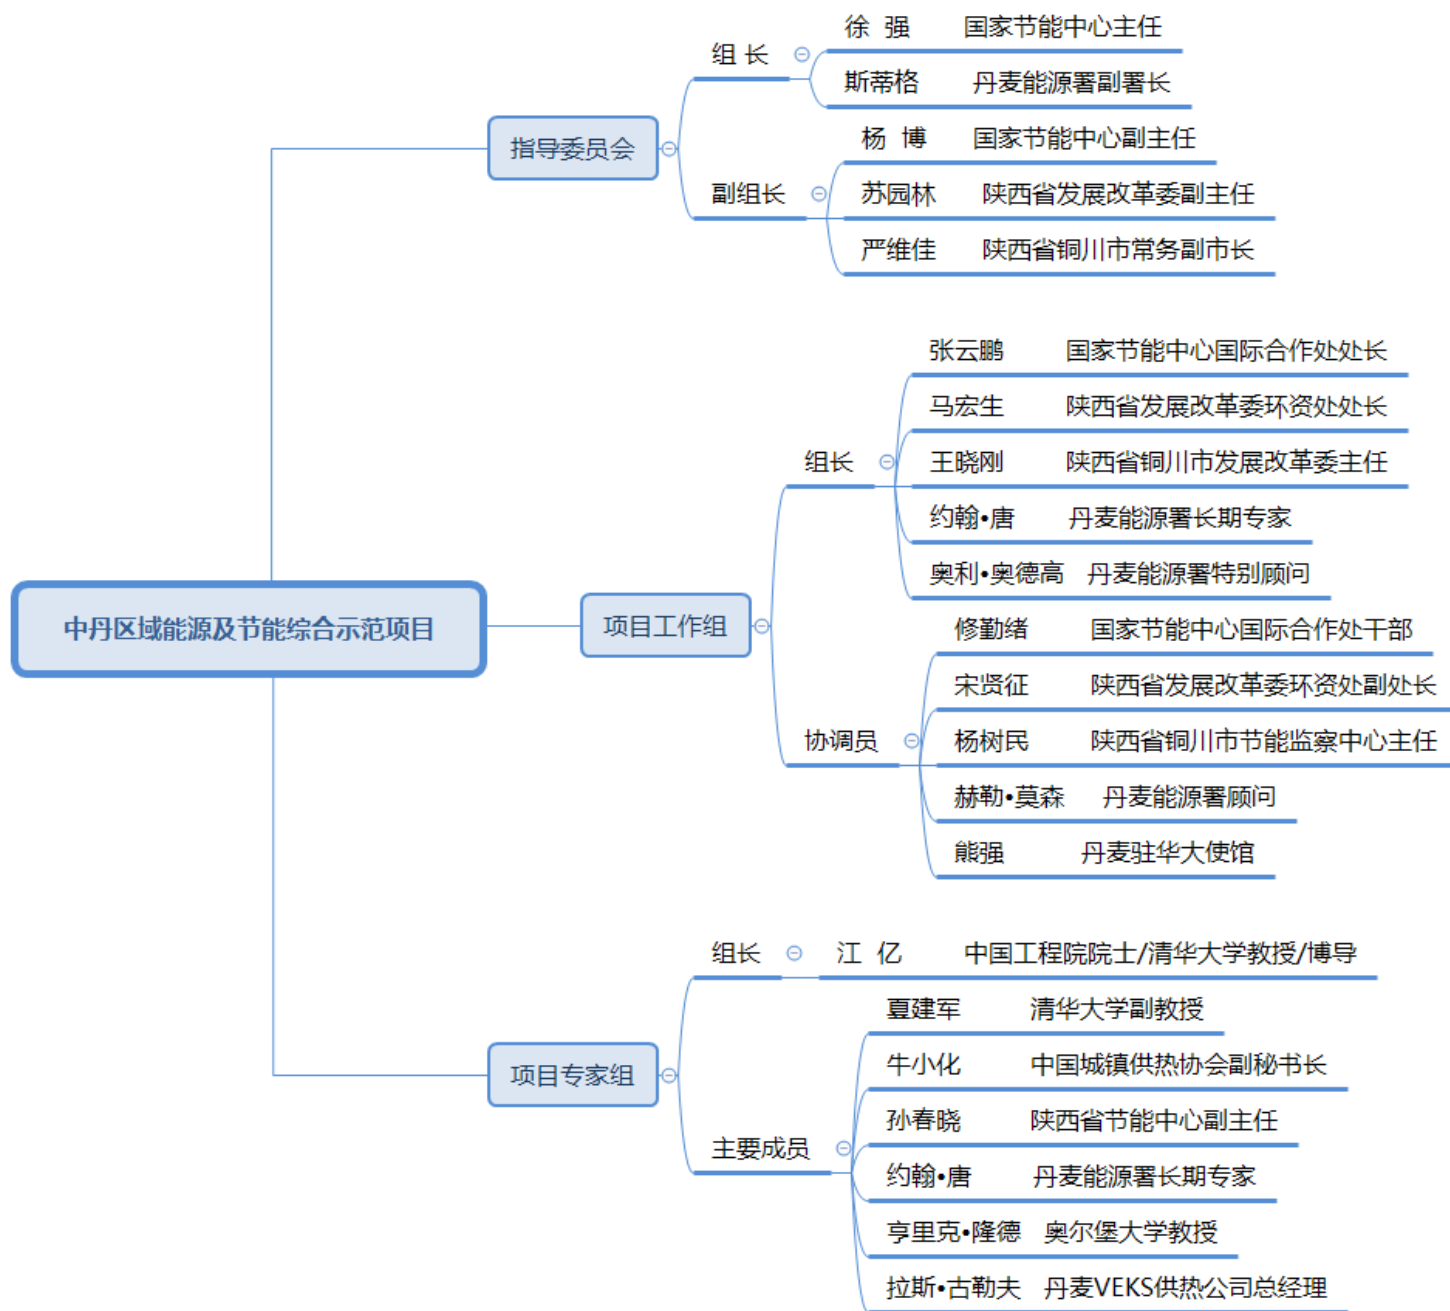 徐 强 国家节能中心主任
组 长
斯蒂格 丹麦能源署副署长
指导委员会
杨 博 国家节能中心副主任
副组长
苏园林 陕西省发展改革委副主任
严维佳 陕西省铜川市常务副市长
中丹区域能源及节能综合示范项目
项目工作组
组长
张云鹏 国家节能中心国际合作处处长
马宏生 陕西省发展改革委环资处处长
王晓刚 陕西省铜川市发展改革委主任
约翰•唐 丹麦能源署长期专家
奥利•奥德高 丹麦能源署特别顾问
协调员
修勤绪 国家节能中心国际合作处干部
宋贤征 陕西省发展改革委环资处副处长
杨树民 陕西省铜川市节能监察中心主任
赫勒•莫森 丹麦能源署顾问
熊强 丹麦驻华大使馆
项目专家组
组长
江 亿 中国工程院院士/清华大学教授/博导
主要成员
夏建军 清华大学副教授
牛小化 中国城镇供热协会副秘书长
孙春晓 陕西省节能中心副主任
约翰•唐 丹麦能源署长期专家
亨里克•隆德 奥尔堡大学教授
拉斯•古勒夫 丹麦VEKS供热公司总经理